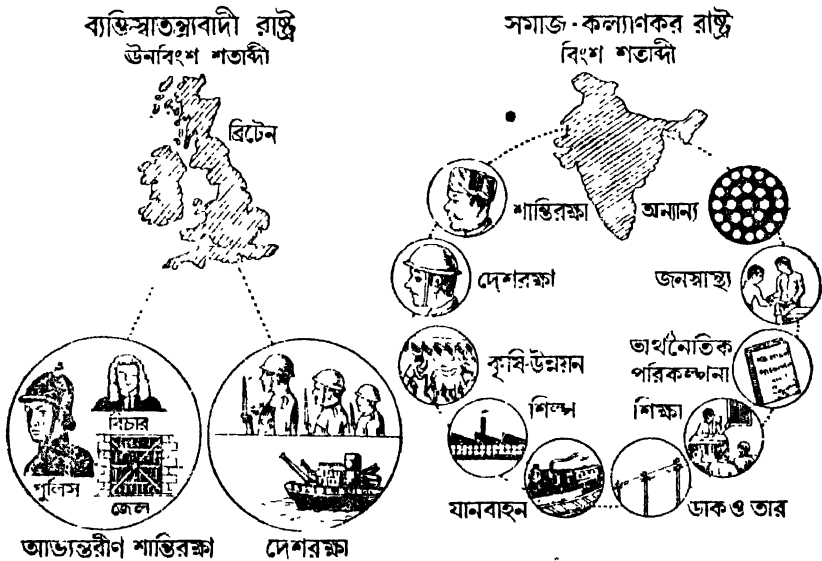 ব্যক্তিস্বাতন্ত্র্যবাদী রাষ্ট্র
ঊনবিংশ শতাব্দী
ব্রিটেন
বিচার
পুলিস
জেল
আভ্যন্তরীণ শান্তিরক্ষা
দেশরক্ষা
সমাজ-কল্যাণকর রাষ্ট্র
বিংশ শতাব্দী
শান্তিরক্ষা
অন্যান্য
দেশরক্ষা
জনস্বাস্থ্য
কৃষি-উন্নয়ন
অর্থনৈতিক
পরিকল্পনা
শিল্প
শিক্ষা
যানবাহন
ডাক ও তার